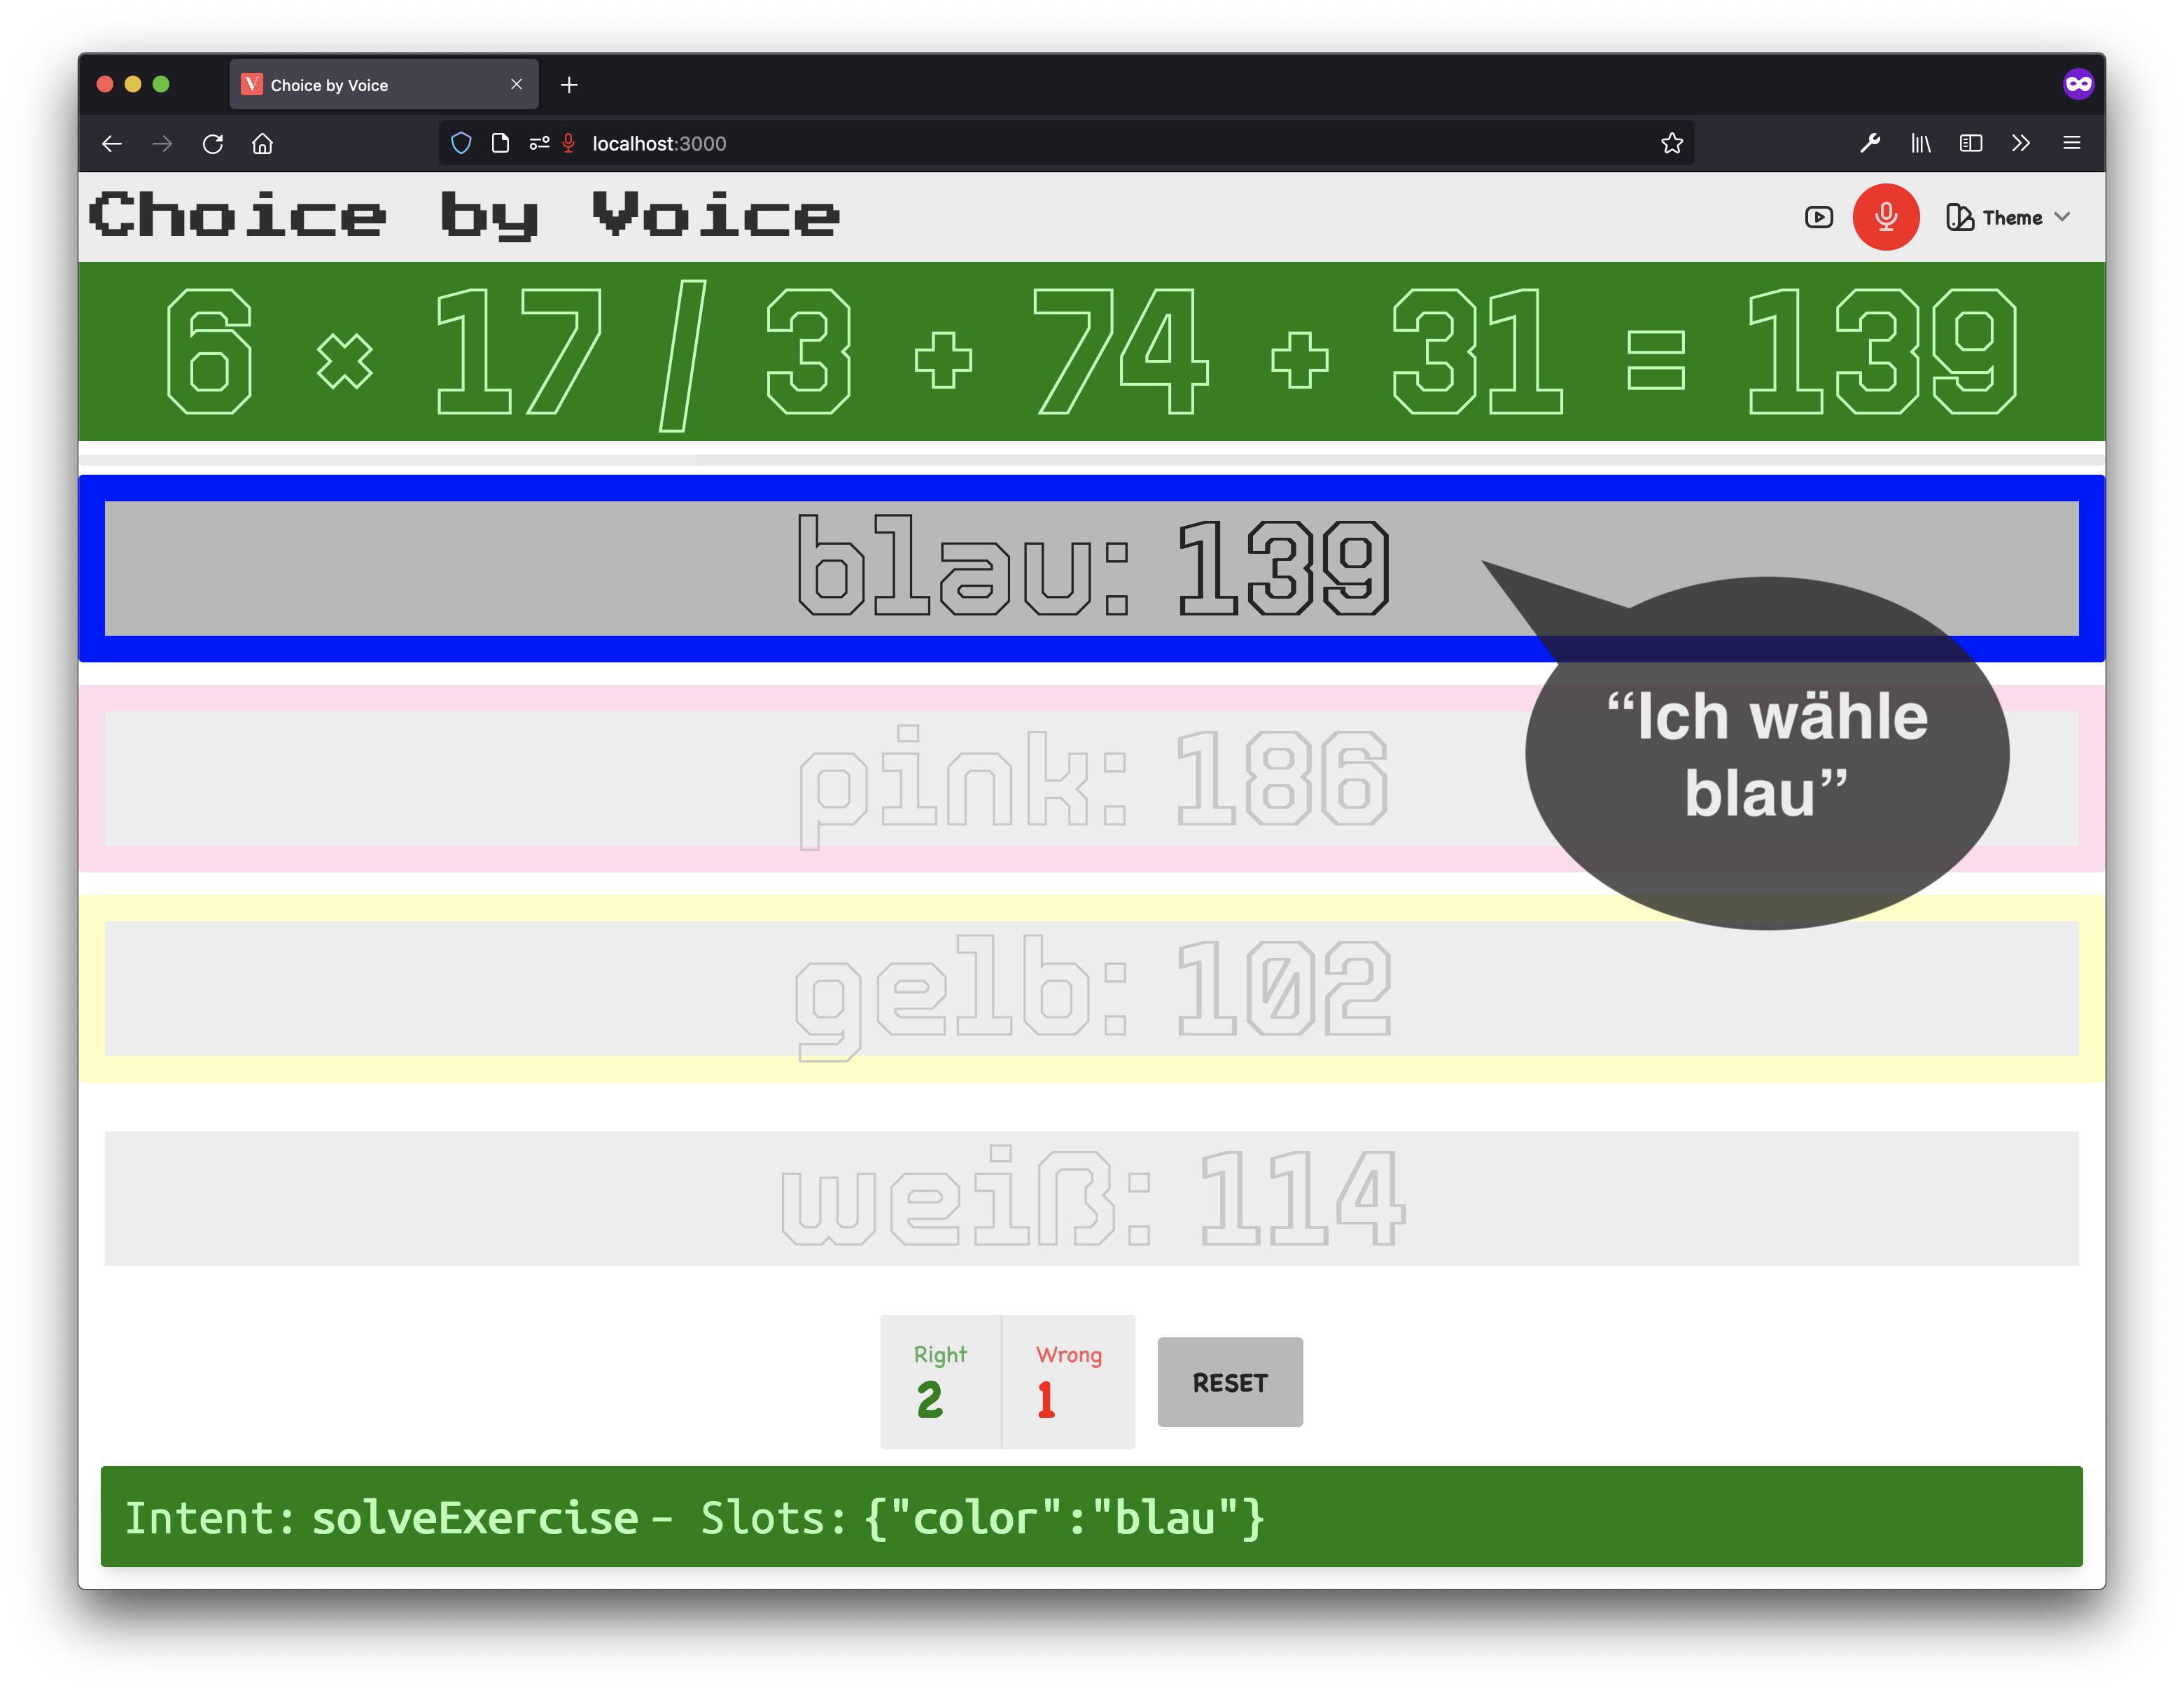 Choice by Voice
localhost:3000
Choice by Voice
Theme
6 × 17 / 3 + 74 + 31 = 139
blau: 139
“Ich wähle
blau”
pink: 186
gelb: 102
weiß: 114
Right Wrong
2 1
RESET
Intent: solveExercise – Slots: {"color":"blau"}